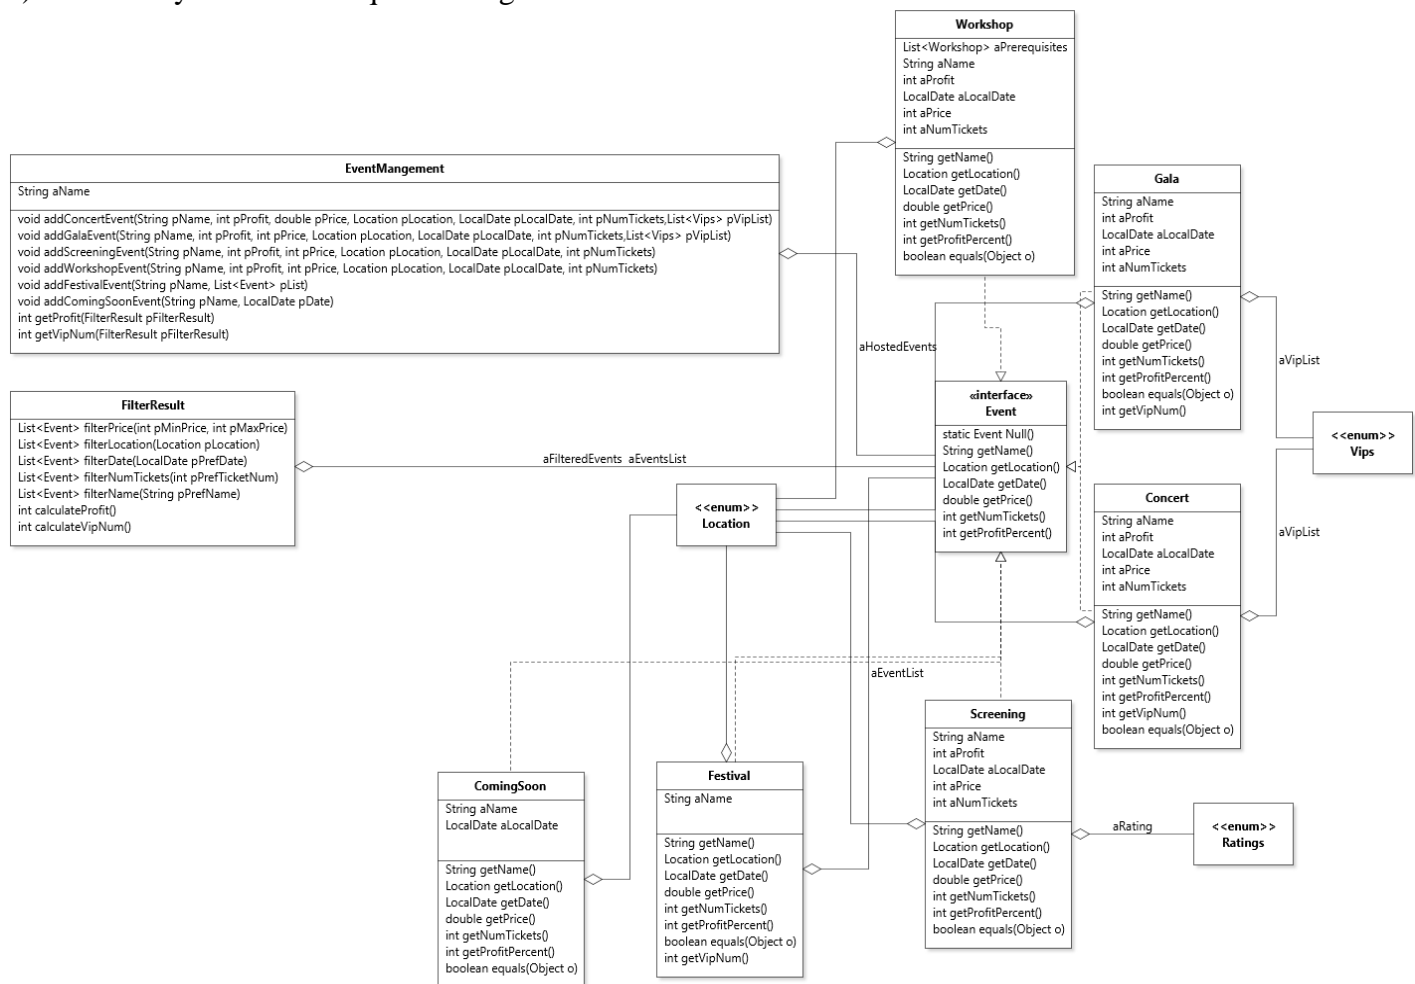 Workshop
List<Workshop> aPrerequisites
String aName
int aProfit
LocalDate aLocalDate
int aPrice
int aNumTickets
String getName()
Location getLocation()
LocalDate getDate()
double getPrice()
int getNumTickets()
int getProfitPercent()
boolean equals(Object o)
EventMangement
String aName
void addConcertEvent(String pName, int pProfit, double pPrice, Location pLocation, LocalDate pLocalDate, int pNumTickets,List<Vips> pVipList)
void addGalaEvent(String pName, int pProfit, int pPrice, Location pLocation, LocalDate pLocalDate, int pNumTickets,List<Vips> pVipList)
void addScreeningEvent(String pName, int pProfit, int pPrice, Location pLocation, LocalDate pLocalDate, int pNumTickets)
void addWorkshopEvent(String pName, int pProfit, int pPrice, Location pLocation, LocalDate pLocalDate, int pNumTickets)
void addFestivalEvent(String pName, List<Event> pList)
void addComingSoonEvent(String pName, LocalDate pDate)
int getProfit(FilterResult pFilterResult)
int getVipNum(FilterResult pFilterResult)
Gala
String aName
int aProfit
LocalDate aLocalDate
int aPrice
int aNumTickets
String getName()
Location getLocation()
LocalDate getDate()
double getPrice()
int getNumTickets()
int getProfitPercent()
boolean equals(Object o)
int getVipNum()
aHostedEvents
aVipList
FilterResult
List<Event> filterPrice(int pMinPrice, int pMaxPrice)
List<Event> filterLocation(Location pLocation)
List<Event> filterDate(LocalDate pPrefDate)
List<Event> filterNumTickets(int pPrefTicketNum)
List<Event> filterName(String pPrefName)
int calculateProfit()
int calculateVipNum()
aFilteredEvents aEventsList
«interface»
Event
static Event Null()
String getName()
Location getLocation()
LocalDate getDate()
double getPrice()
int getNumTickets()
int getProfitPercent()
<<enum>>
Vips
<<enum>>
Location
Concert
String aName
int aProfit
LocalDate aLocalDate
int aPrice
int aNumTickets
String getName()
Location getLocation()
LocalDate getDate()
double getPrice()
int getNumTickets()
int getProfitPercent()
int getVipNum()
boolean equals(Object o)
aVipList
aEventList
Screening
String aName
int aProfit
LocalDate aLocalDate
int aPrice
int aNumTickets
String getName()
Location getLocation()
LocalDate getDate()
double getPrice()
int getNumTickets()
int getProfitPercent()
boolean equals(Object o)
aRating
<<enum>>
Ratings
ComingSoon
String aName
LocalDate aLocalDate
String getName()
Location getLocation()
LocalDate getDate()
double getPrice()
int getNumTickets()
int getProfitPercent()
boolean equals(Object o)
Festival
Sting aName
String getName()
Location getLocation()
LocalDate getDate()
double getPrice()
int getNumTickets()
int getProfitPercent()
boolean equals(Object o)
int getVipNum()